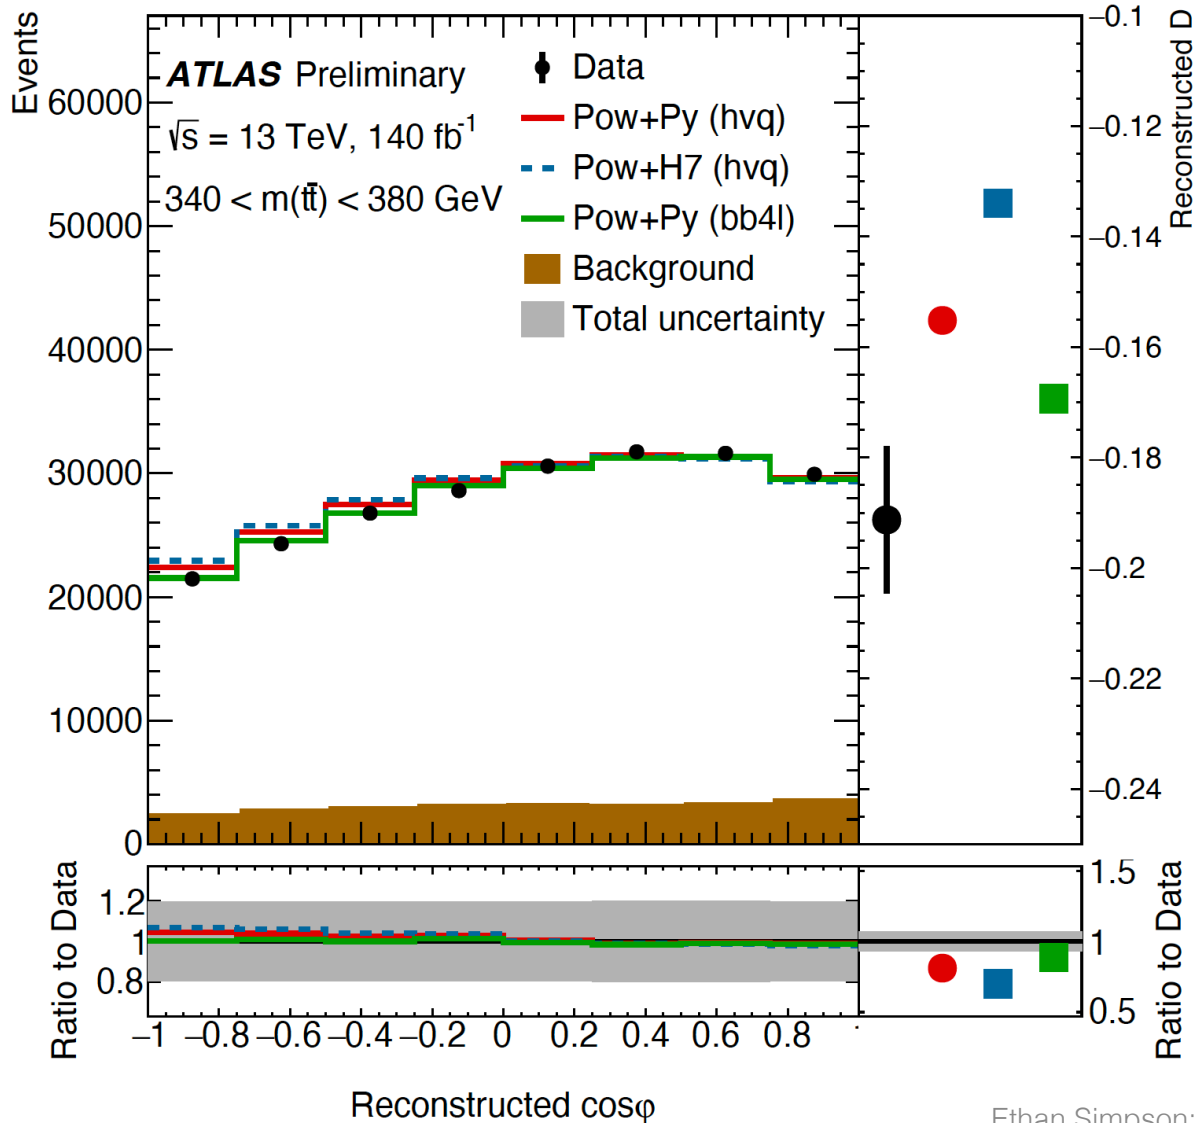 Events
60000
50000
40000
30000
20000
10000
0
ATLAS Preliminary
√s = 13 TeV, 140 fb⁻¹
340 < m(tt̄) < 380 GeV
Data
Pow+Py (hvq)
Pow+H7 (hvq)
Pow+Py (bb4l)
Background
Total uncertainty
Reconstructed D
−0.1
−0.12
−0.14
−0.16
−0.18
−0.2
−0.22
−0.24
Ratio to Data
1.2
1
0.8
−1 −0.8 −0.6 −0.4 −0.2 0 0.2 0.4 0.6 0.8
Reconstructed cosφ
1.5
1
0.5
Ratio to Data
Ethan Simpson: